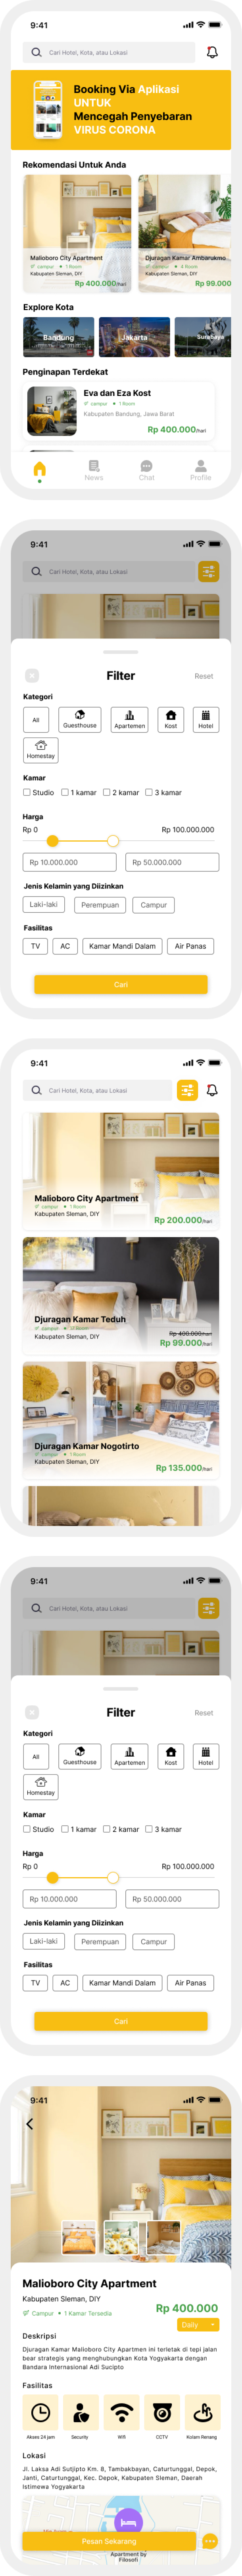 9:41
Cari Hotel, Kota, atau Lokasi
Booking Via Aplikasi
UNTUK
Mencegah Penyebaran
VIRUS CORONA
Rekomendasi Untuk Anda
Malioboro City Apartment
campur 1 Room
Kabupaten Sleman, DIY
Rp 400.000/hari
Djuragan Kamar Ambarukmo
campur 4 Room
Kabupaten Sleman, DIY
Rp 99.000
Explore Kota
Bandung
Jakarta
Surabaya
Penginapan Terdekat
Eva dan Eza Kost
campur 1 Room
Kabupaten Bandung, Jawa Barat
Rp 400.000/hari
News
Chat
Profile
9:41
Cari Hotel, Kota, atau Lokasi
Filter
Reset
Kategori
All
Guesthouse
Apartemen
Kost
Hotel
Homestay
Kamar
Studio 1 kamar 2 kamar 3 kamar
Harga
Rp 0 Rp 100.000.000
Rp 10.000.000 Rp 50.000.000
Jenis Kelamin yang Diizinkan
Laki-laki Perempuan Campur
Fasilitas
TV AC Kamar Mandi Dalam Air Panas
Cari
9:41
Cari Hotel, Kota, atau Lokasi
Malioboro City Apartment
campur 1 Room
Kabupaten Sleman, DIY
Rp 200.000/hari
Djuragan Kamar Teduh
campur 1 Room
Kabupaten Sleman, DIY
Rp 400.000/hari
Rp 99.000/hari
Djuragan Kamar Nogotirto
campur 1 Room
Kabupaten Sleman, DIY
Rp 135.000/hari
9:41
Cari Hotel, Kota, atau Lokasi
Filter
Reset
Kategori
All
Guesthouse
Apartemen
Kost
Hotel
Homestay
Kamar
Studio 1 kamar 2 kamar 3 kamar
Harga
Rp 0 Rp 100.000.000
Rp 10.000.000 Rp 50.000.000
Jenis Kelamin yang Diizinkan
Laki-laki Perempuan Campur
Fasilitas
TV AC Kamar Mandi Dalam Air Panas
Cari
9:41
Malioboro City Apartment
Kabupaten Sleman, DIY
Rp 400.000
Campur 1 Kamar Tersedia
Daily
Deskripsi
Djuragan Kamar Malioboro City Apartmen ini terletak di tepi jalan
besar strategis yang menghubungkan Kota Yogyakarta dengan
Bandara Internasional Adi Sucipto
Fasilitas
Akses 24 jam
Security
Wifi
CCTV
Kolam Renang
Lokasi
Jl. Laksa Adi Sutjipto Km. 8, Tambakbayan, Caturtunggal, Depok,
Janti, Caturtunggal, Kec. Depok, Kabupaten Sleman, Daerah
Istimewa Yogyakarta
Pesan Sekarang
Apartment by
Filosofi